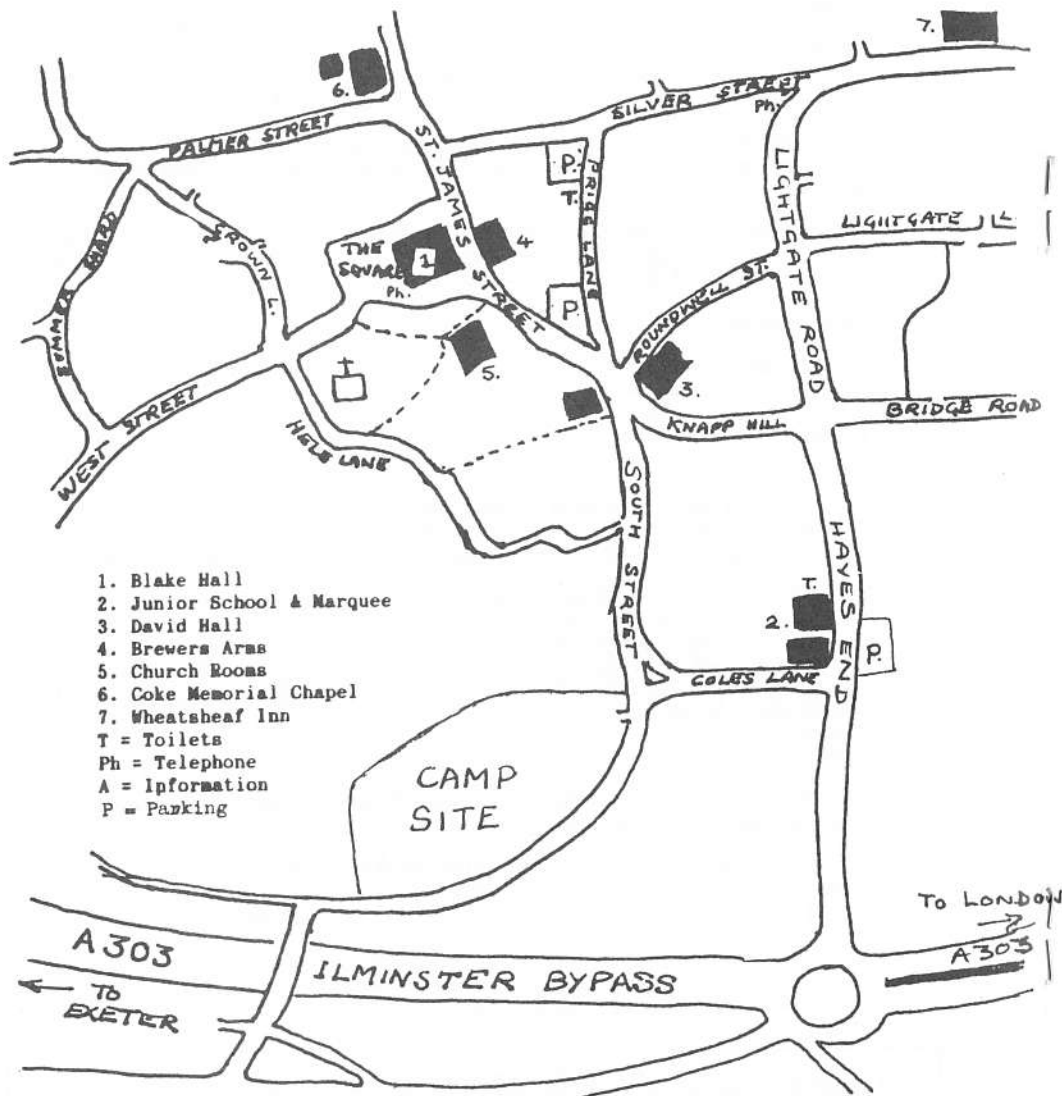 7.
6.
PALMER STREET
ST. JAMES STREET
SILVER STREET
Ph.
P.
T.
PRIGG LANE
LIGHTGATE ROAD
LIGHTGATE L
SUMMER SHARD
CROWN L.
THE
SQUARE
Ph.
1
4
P.
ROUNDWELL ST.
3.
5.
WEST STREET
HELE LANE
KNAPP HILL
BRIDGE ROAD
SOUTH STREET
HAYES END
T.
2.
P.
COLES LANE
1. Blake Hall
2. Junior School & Marquee
3. David Hall
4. Brewers Arms
5. Church Rooms
6. Coke Memorial Chapel
7. Wheatsheaf Inn
T = Toilets
Ph = Telephone
A = Ipformation
P = Parking
CAMP
SITE
TO LONDON
A303
A303
ILMINSTER BYPASS
TO
EXETER